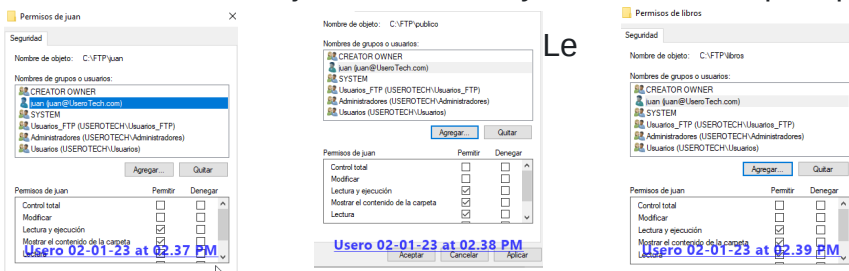 Permisos de juan
Seguridad
Nombre de objeto: C:\FTP\juan
Nombres de grupos o usuarios:
CREATOR OWNER
juan (juan@UseroTech.com)
SYSTEM
Usuarios_FTP (USEROTECH\Usuarios_FTP)
Administradores (USEROTECH\Administradores)
Usuarios (USEROTECH\Usuarios)
Agregar... Quitar
Permisos de juan Permitir Denegar
Control total
Modificar
Lectura y ejecución
Mostrar el contenido de la carpeta
Lectura
Usero 02-01-23 at 02.37 PM
Nombre de objeto: C:\FTP\publico
Nombres de grupos o usuarios:
CREATOR OWNER
juan (juan@UseroTech.com)
SYSTEM
Usuarios_FTP (USEROTECH\Usuarios_FTP)
Administradores (USEROTECH\Administradores)
Usuarios (USEROTECH\Usuarios)
Agregar... Quitar
Permisos de juan Permitir Denegar
Control total
Modificar
Lectura y ejecución
Mostrar el contenido de la carpeta
Lectura
Usero 02-01-23 at 02.38 PM
Aceptar Cancelar Aplicar
Le
Permisos de libros
Seguridad
Nombre de objeto: C:\FTP\libros
Nombres de grupos o usuarios:
CREATOR OWNER
juan (juan@UseroTech.com)
SYSTEM
Usuarios_FTP (USEROTECH\Usuarios_FTP)
Administradores (USEROTECH\Administradores)
Usuarios (USEROTECH\Usuarios)
Agregar... Quitar
Permisos de juan Permitir Denegar
Control total
Modificar
Lectura y ejecución
Mostrar el contenido de la carpeta
Lectura
Usero 02-01-23 at 02.39 PM